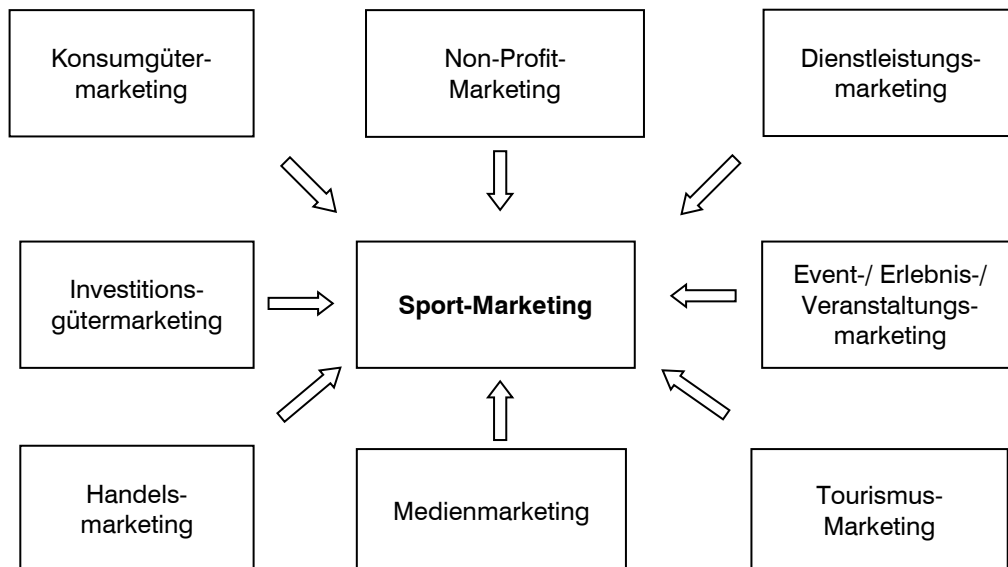 Konsumgüter-
marketing
Non-Profit-
Marketing
Dienstleistungs-
marketing
Investitions-
gütermarketing
Sport-Marketing
Event-/ Erlebnis-/
Veranstaltungs-
marketing
Handels-
marketing
Medienmarketing
Tourismus-
Marketing